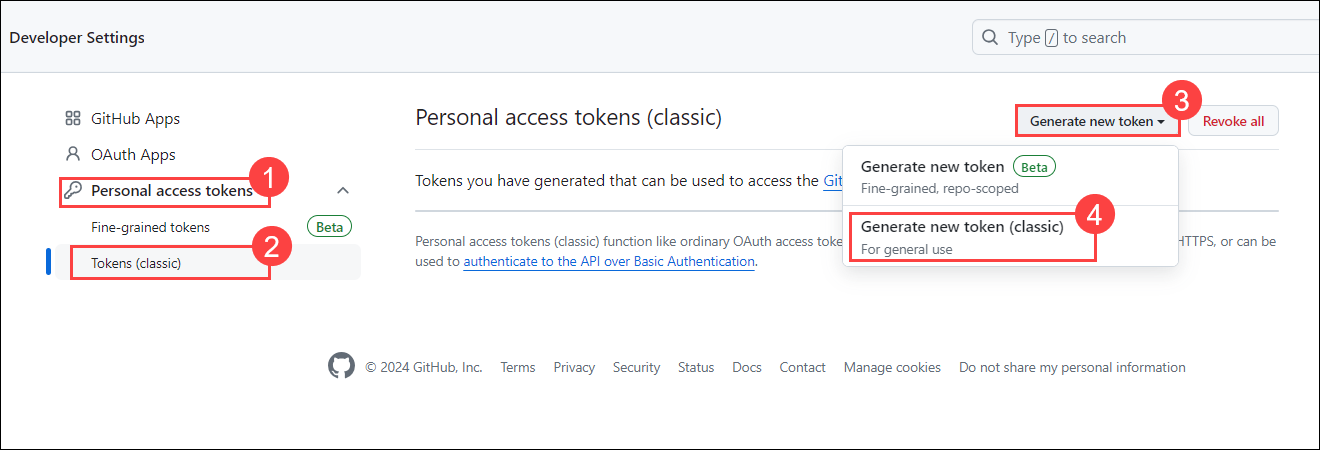 Developer Settings
Type / to search
GitHub Apps
OAuth Apps
1
Personal access tokens
Fine-grained tokens Beta
2
Tokens (classic)
Personal access tokens (classic)
3
Generate new token
Revoke all
Generate new token Beta
Fine-grained, repo-scoped
4
Generate new token (classic)
For general use
Tokens you have generated that can be used to access the Git
Personal access tokens (classic) function like ordinary OAuth access toke TTPS, or can be
used to authenticate to the API over Basic Authentication.
© 2024 GitHub, Inc. Terms Privacy Security Status Docs Contact Manage cookies Do not share my personal information